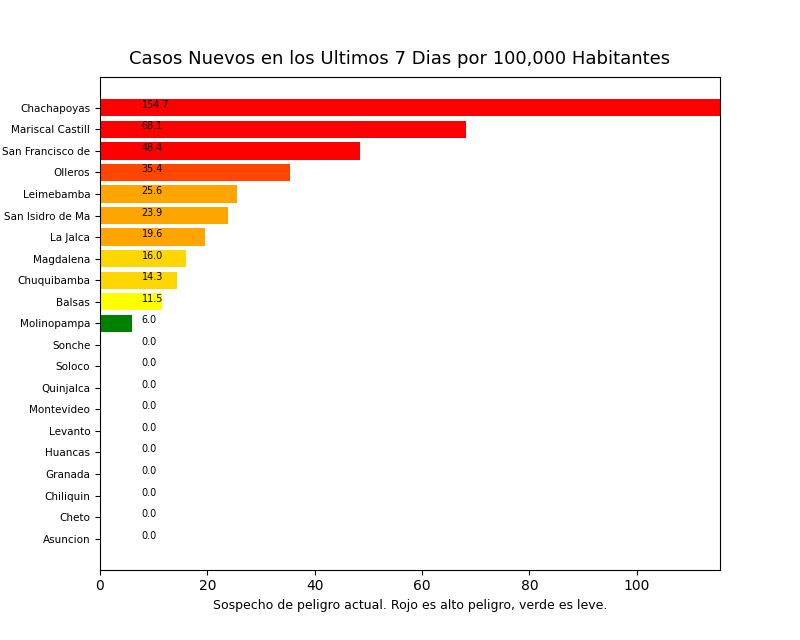 Casos Nuevos en los Ultimos 7 Dias por 100,000 Habitantes
Chachapoyas 154.7
Mariscal Castill 68.1
San Francisco de 48.4
Olleros 35.4
Leimebamba 25.6
San Isidro de Ma 23.9
La Jalca 19.6
Magdalena 16.0
Chuquibamba 14.3
Balsas 11.5
Molinopampa 6.0
Sonche 0.0
Soloco 0.0
Quinjalca 0.0
Montevideo 0.0
Levanto 0.0
Huancas 0.0
Granada 0.0
Chiliquin 0.0
Cheto 0.0
Asuncion 0.0
0 20 40 60 80 100
Sospecho de peligro actual. Rojo es alto peligro, verde es leve.